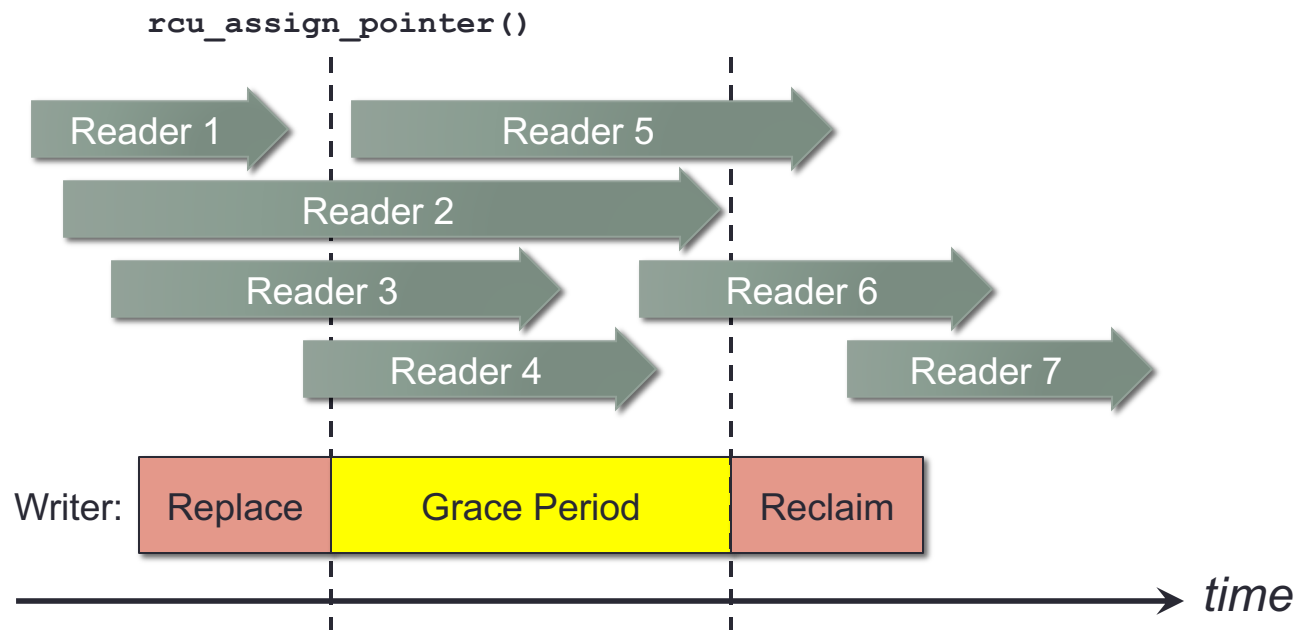 rcu_assign_pointer()
Reader 1
Reader 5
Reader 2
Reader 3
Reader 6
Reader 4
Reader 7
Writer: Replace Grace Period Reclaim
time